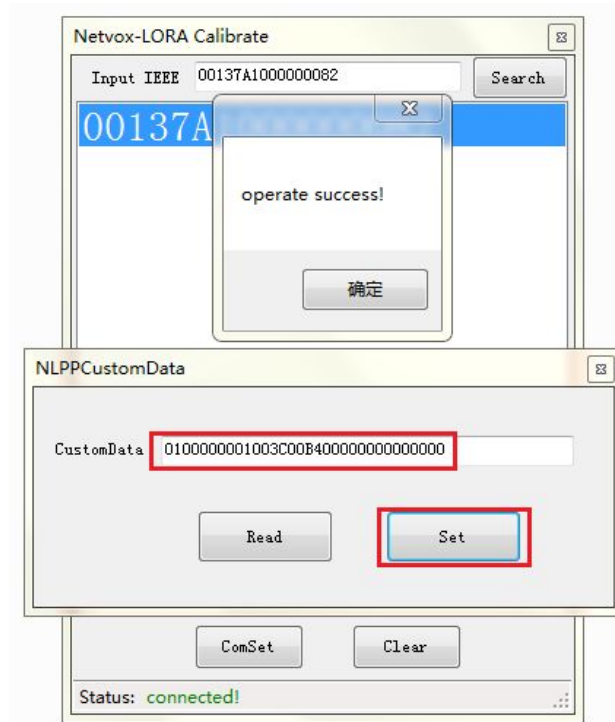 Netvox-LORA Calibrate
Input IEEE 00137A1000000082 Search
00137A
operate success!
确定
NLPPCustomData
CustomData 0100000001003C00B400000000000000
Read Set
ComSet Clear
Status: connected!